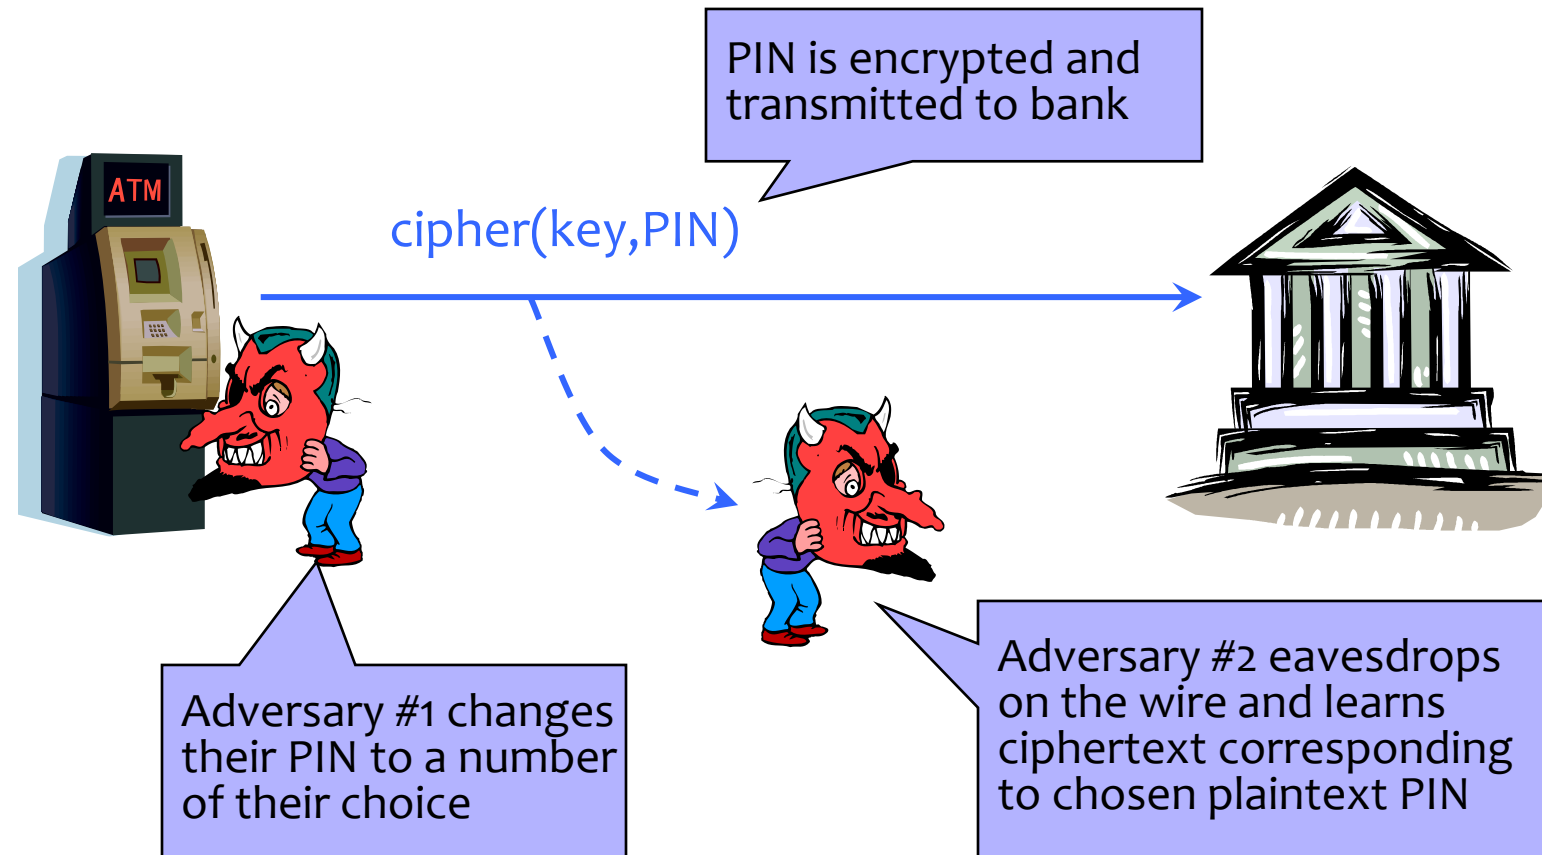 PIN is encrypted and
transmitted to bank
ATM
cipher(key,PIN)
Adversary #1 changes
their PIN to a number
of their choice
Adversary #2 eavesdrops
on the wire and learns
ciphertext corresponding
to chosen plaintext PIN